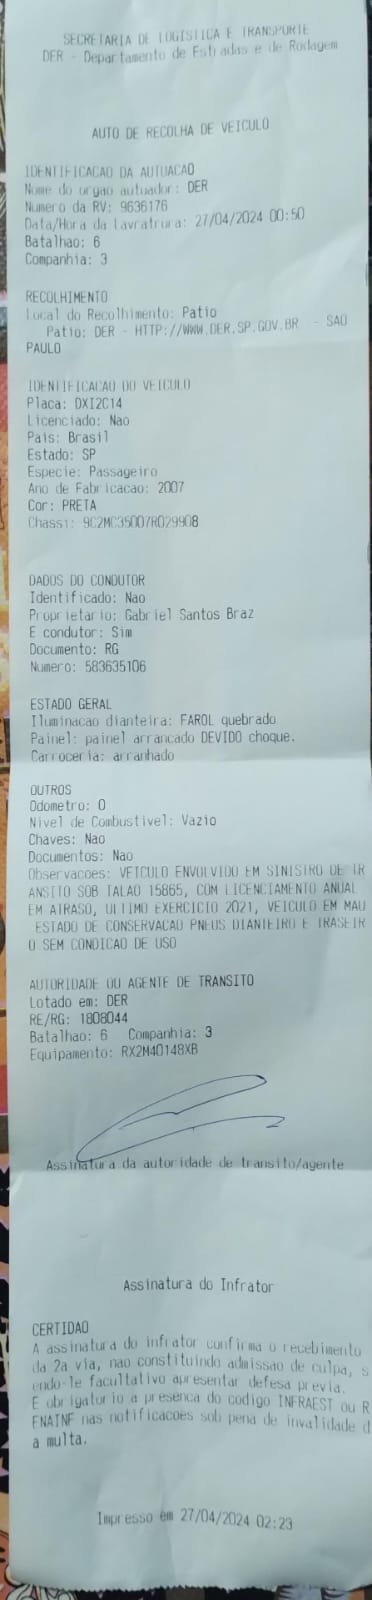 SECRETARIA DE LOGISTICA E TRANSPORTE
DER - Departamento de Estradas e de Rodagem
AUTO DE RECOLHA DE VEICULO
IDENTIFICACAO DA AUTUACAO
Nome do orgao autuador: DER
Numero da RV: 9636176
Data/Hora da lavratrura: 27/04/2024 00:50
Batalhao: 6
Companhia: 3
RECOLHIMENTO
Local do Recolhimento: Patio
Patio: DER - HTTP://WWW.DER.SP.GOV.BR - SAO
PAULO
IDENTIFICACAO DO VEICULO
Placa: DXI2C14
Licenciado: Nao
Pais: Brasil
Estado: SP
Especie: Passageiro
Ano de Fabricacao: 2007
Cor: PRETA
Chassi: 9C2MC35007R029908
DADOS DO CONDUTOR
Identificado: Nao
Proprietario: Gabriel Santos Braz
E condutor: Sim
Documento: RG
Numero: 583635106
ESTADO GERAL
Iluminacao dianteira: FAROL quebrado
Painel: painel arrancado DEVIDO choque.
Carroceria: arranhado
OUTROS
Odometro: 0
Nivel de Combustivel: Vazio
Chaves: Nao
Documentos: Nao
Observacoes: VEICULO ENVOLVIDO EM SINISTRO DE TR
ANSITO SOB TALAO 15865, COM LICENCIAMENTO ANUAL
EM ATRASO, ULTIMO EXERCICIO 2021, VEICULO EM MAU
ESTADO DE CONSERVACAO PNEUS DIANTEIRO E TRASEIR
O SEM CONDICAO DE USO
AUTORIDADE OU AGENTE DE TRANSITO
Lotado em: DER
RE/RG: 1808044
Batalhao: 6 Companhia: 3
Equipamento: RX2M40148XB
Assinatura da autoridade de transito/agente
Assinatura do Infrator
CERTIDAO
A assinatura do infrator confirma o recebimento
da 2a via, nao constituindo admissao de culpa, s
endo-le facultativo apresentar defesa previa.
E obrigatorio a presenca do codigo INFRAEST ou R
ENAINF nas notificacoes sob pena de invalidade d
a multa.
Impresso em 27/04/2024 02:23